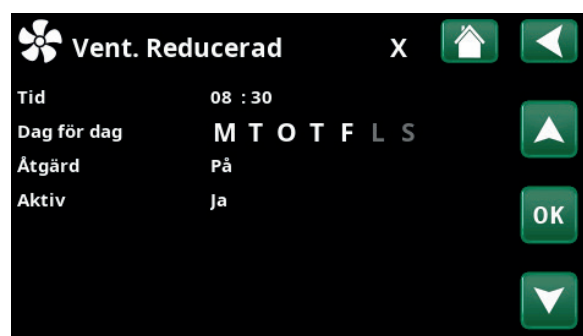 Vent. Reducerad X
Tid 08 : 30
Dag för dag M T O T F L S
Åtgärd På
Aktiv Ja
OK